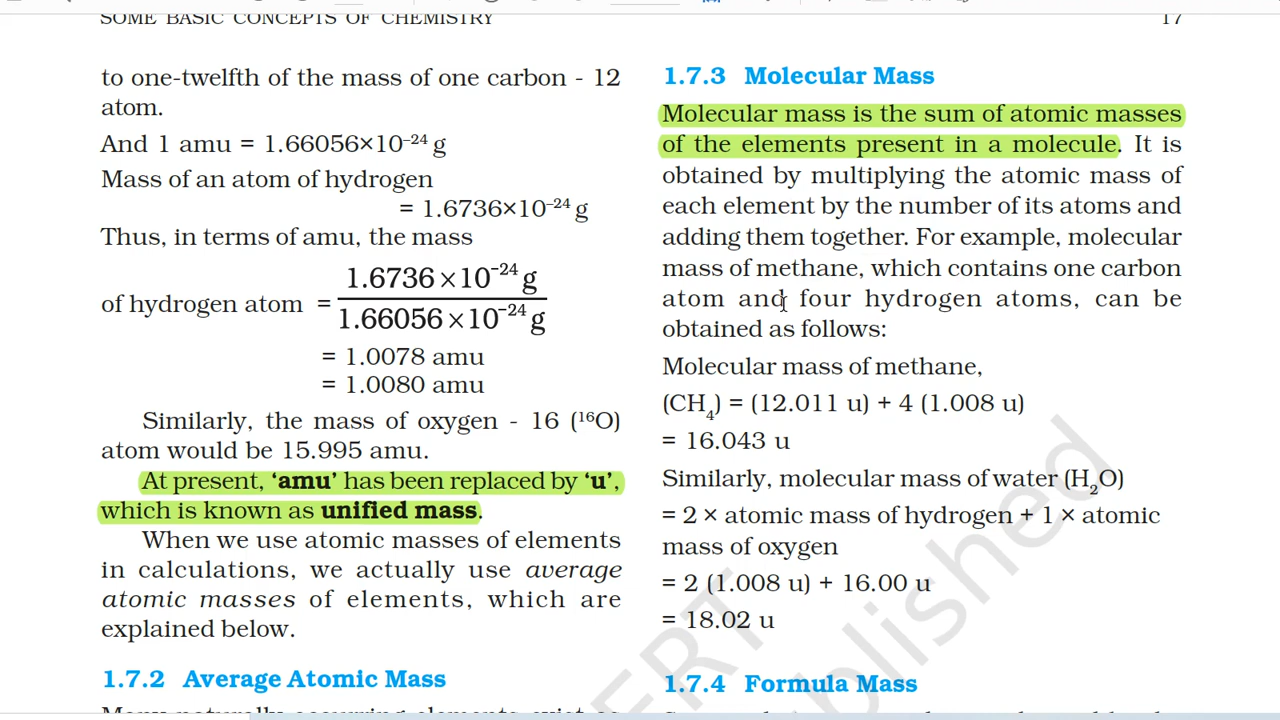 SOME BASIC CONCEPTS OF CHEMISTRY 17
to one-twelfth of the mass of one carbon - 12
atom.
And 1 amu = 1.66056×10⁻²⁴ g
Mass of an atom of hydrogen
= 1.6736×10⁻²⁴ g
Thus, in terms of amu, the mass
1.6736×10⁻²⁴ g
of hydrogen atom =
1.66056×10⁻²⁴ g
= 1.0078 amu
= 1.0080 amu
Similarly, the mass of oxygen - 16 (¹⁶O)
atom would be 15.995 amu.
At present, ‘amu’ has been replaced by ‘u’,
which is known as unified mass.
When we use atomic masses of elements
in calculations, we actually use average
atomic masses of elements, which are
explained below.
1.7.2 Average Atomic Mass
1.7.3 Molecular Mass
Molecular mass is the sum of atomic masses
of the elements present in a molecule. It is
obtained by multiplying the atomic mass of
each element by the number of its atoms and
adding them together. For example, molecular
mass of methane, which contains one carbon
atom and four hydrogen atoms, can be
obtained as follows:
Molecular mass of methane,
(CH₄) = (12.011 u) + 4 (1.008 u)
= 16.043 u
Similarly, molecular mass of water (H₂O)
= 2 × atomic mass of hydrogen + 1 × atomic
mass of oxygen
= 2 (1.008 u) + 16.00 u
= 18.02 u
1.7.4 Formula Mass